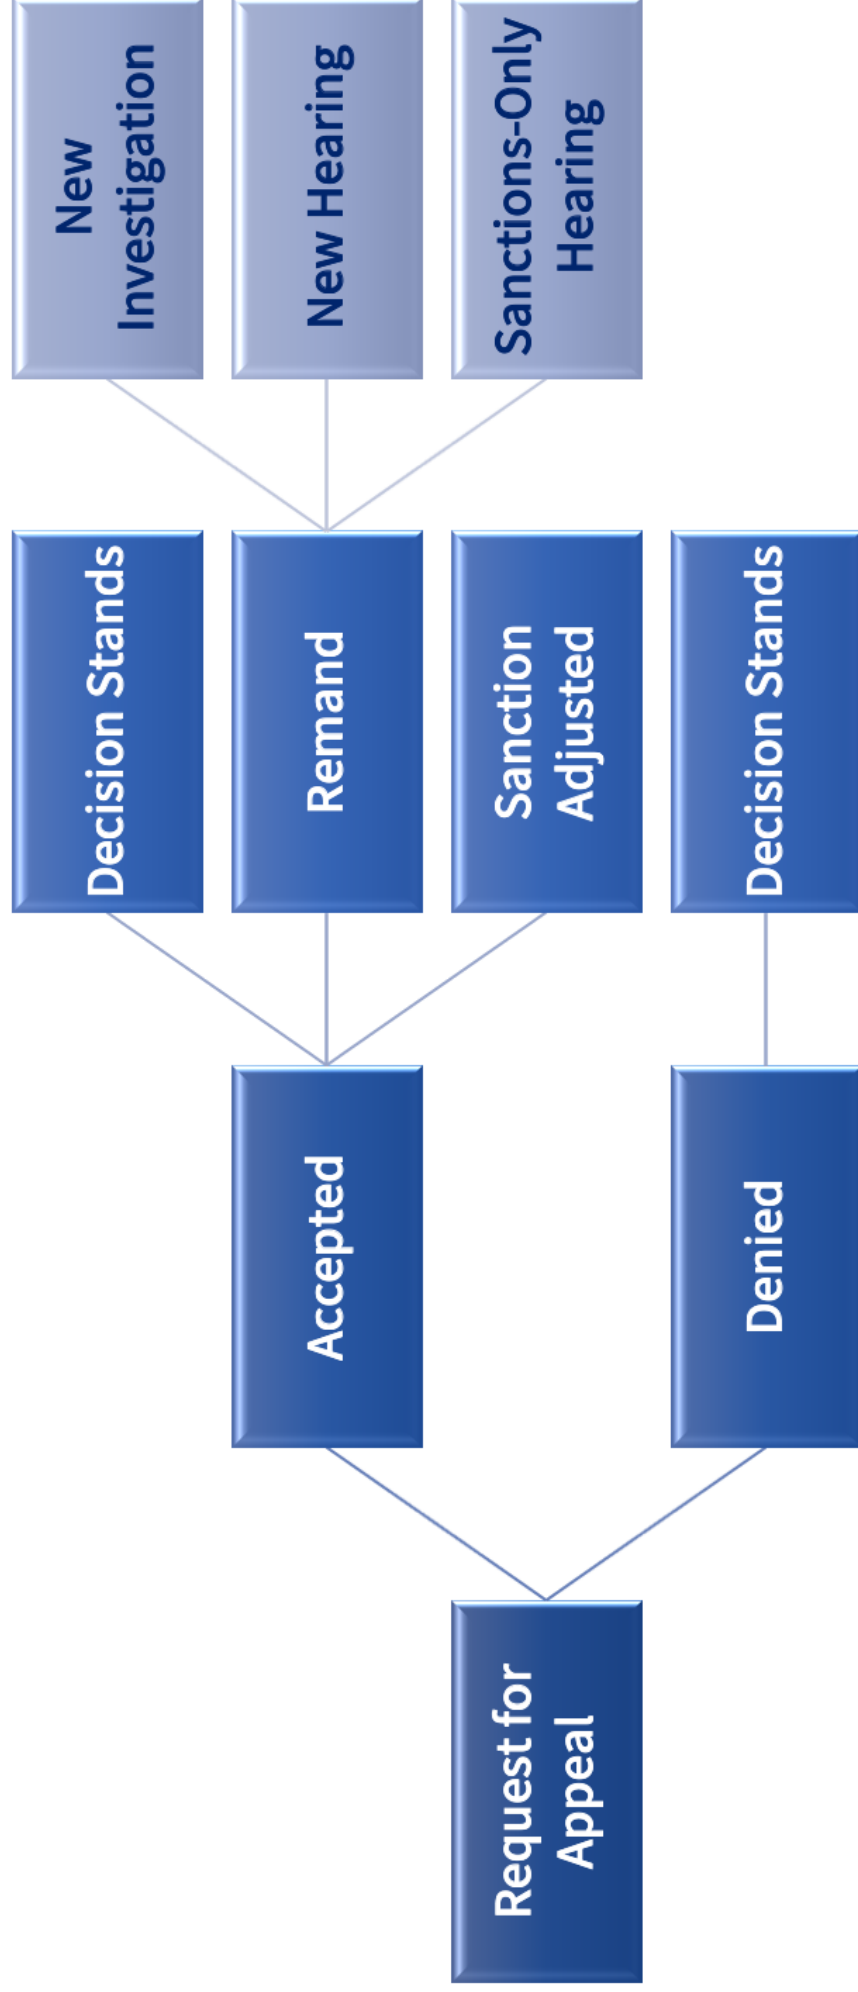 Request for
Appeal
Accepted
Denied
Decision Stands
Remand
Sanction
Adjusted
Decision Stands
New
Investigation
New Hearing
Sanctions-Only
Hearing